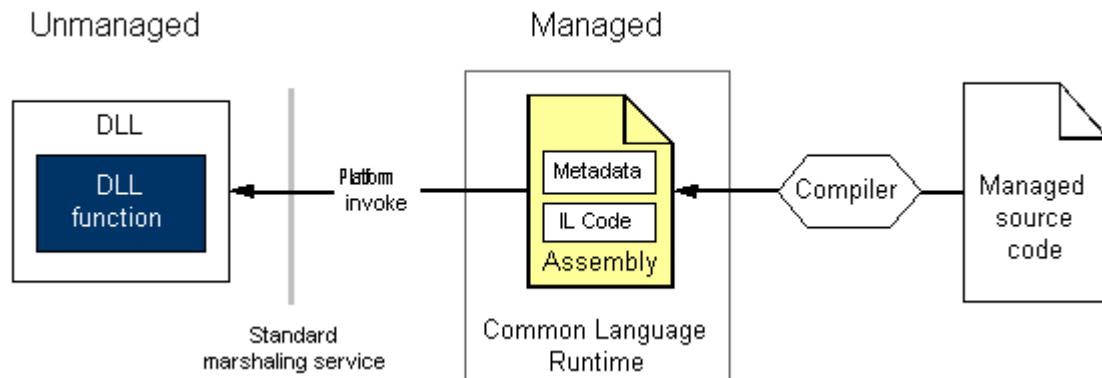 Unmanaged
Managed
DLL
DLL
function
Platform
invoke
Standard
marshaling service
Metadata
IL Code
Assembly
Common Language
Runtime
Compiler
Managed
source
code